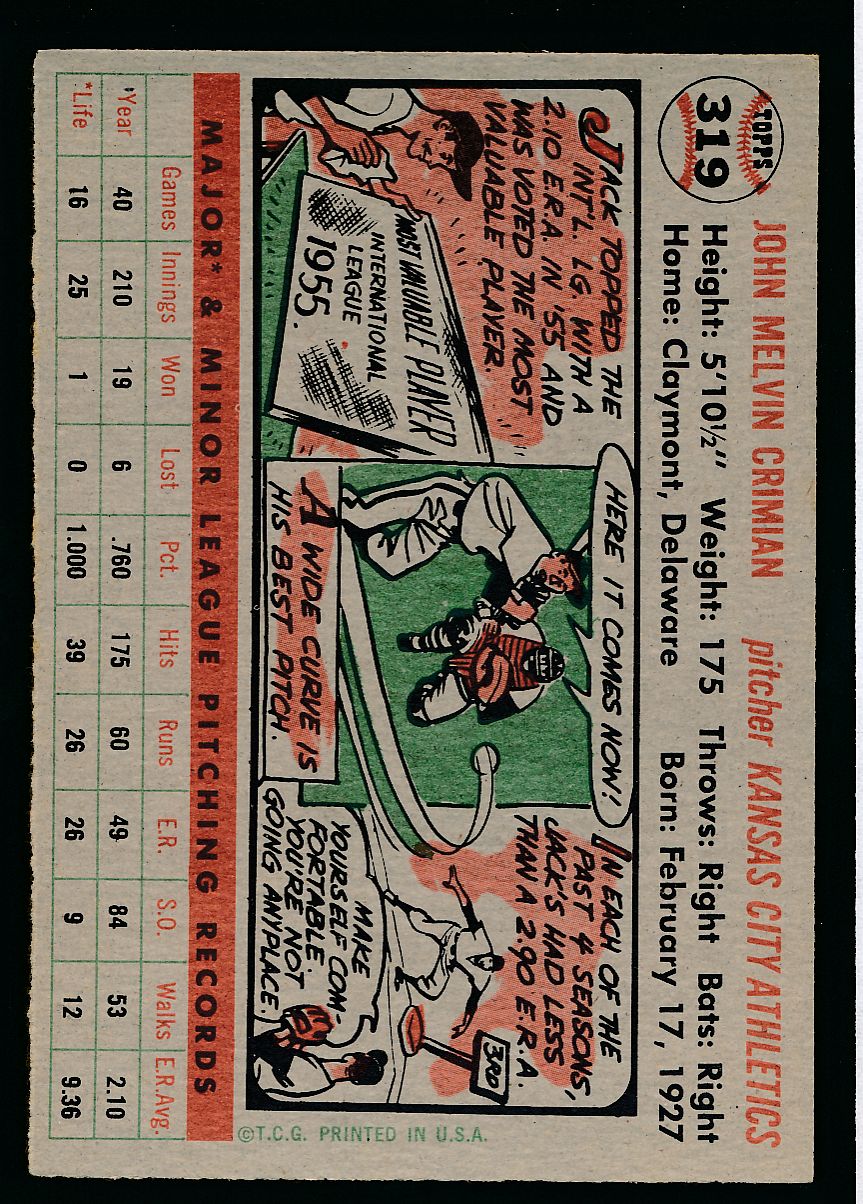 TOPPS
319
JOHN MELVIN CRIMIAN pitcher KANSAS CITY ATHLETICS
Height: 5'10½" Weight: 175 Throws: Right Bats: Right
Home: Claymont, Delaware Born: February 17, 1927
JACK TOPPED THE
INT'L. LG. WITH A
2.10 E.R.A. IN '55 AND
WAS VOTED THE MOST
VALUABLE PLAYER.
MOST VALUABLE PLAYER
INTERNATIONAL
LEAGUE
1955.
HERE IT COMES NOW!
A WIDE CURVE IS
HIS BEST PITCH.
IN EACH OF THE
PAST 4 SEASONS,
JACK'S HAD LESS
THAN A 2.90 E.R.A.
3RD
MAKE
YOURSELF COM-
FORTABLE.
YOU'RE NOT
GOING ANYPLACE!
MAJOR* & MINOR LEAGUE PITCHING RECORDS
Games Innings Won Lost Pct. Hits Runs E.R. S.O. Walks E.R.Avg.
'Year 40 210 19 6 .760 175 60 49 84 53 2.10
*Life 16 25 1 0 1.000 39 26 26 9 12 9.36
©T.C.G. PRINTED IN U.S.A.